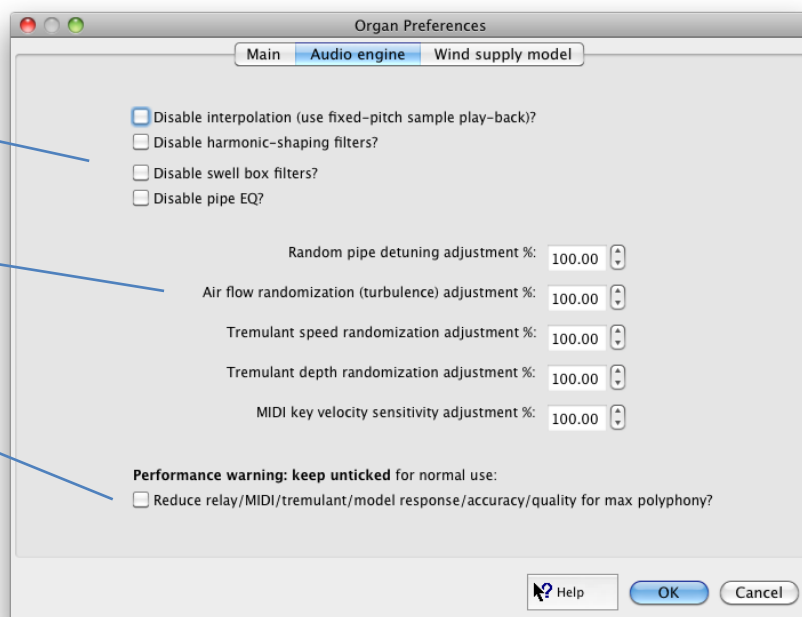 Organ Preferences
Main Audio engine Wind supply model
Disable interpolation (use fixed-pitch sample play-back)?
Disable harmonic-shaping filters?
Disable swell box filters?
Disable pipe EQ?
Random pipe detuning adjustment %: 100.00
Air flow randomization (turbulence) adjustment %: 100.00
Tremulant speed randomization adjustment %: 100.00
Tremulant depth randomization adjustment %: 100.00
MIDI key velocity sensitivity adjustment %: 100.00
Performance warning: keep unticked for normal use:
Reduce relay/MIDI/tremulant/model response/accuracy/quality for max polyphony?
? Help OK Cancel